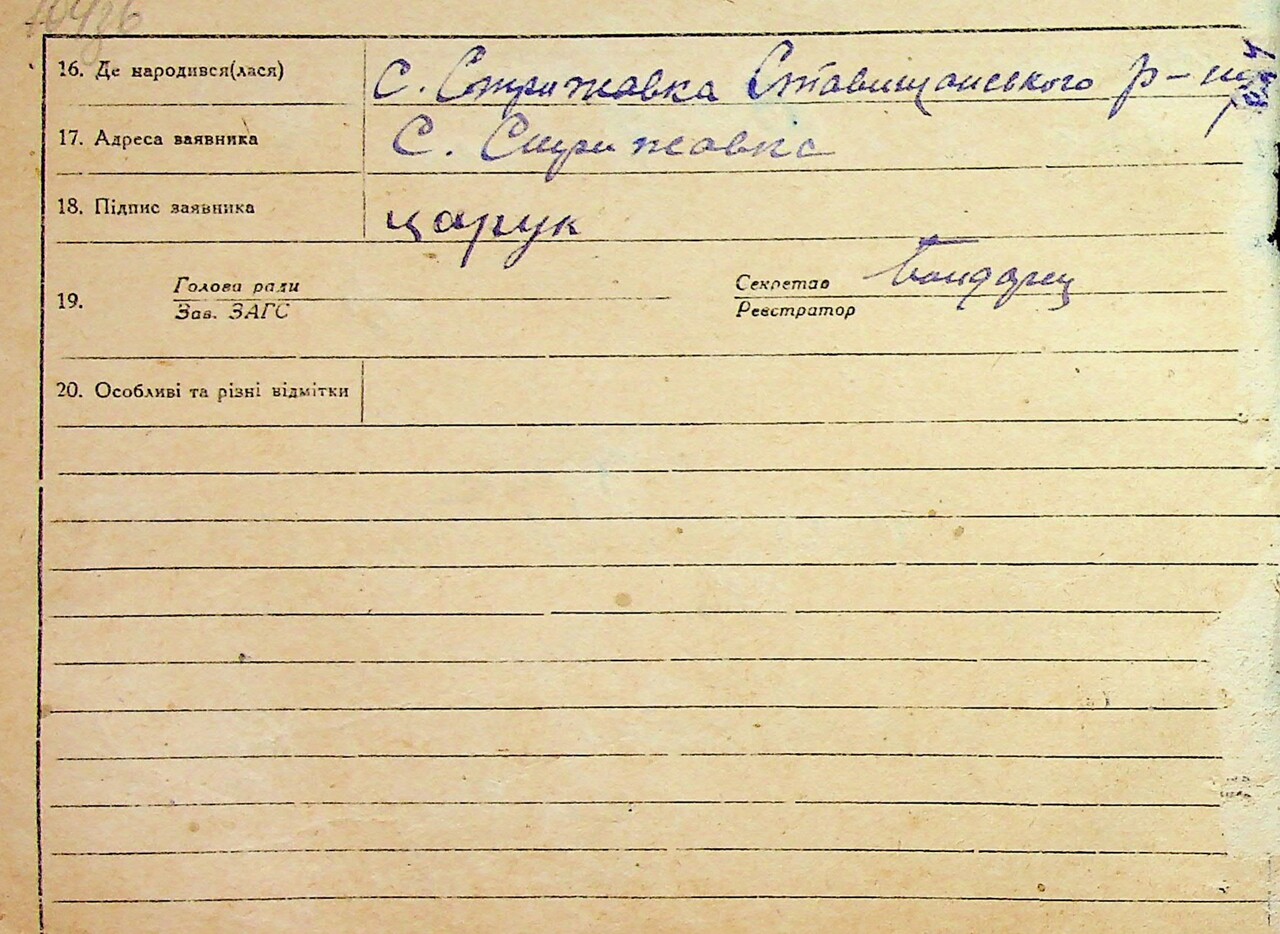 16. Де народився(лася) С. Стрижавка Ставищанського р-ну
17. Адреса заявника С. Стрижавка
18. Підпис заявника царук
19. Голова ради Секретар
Зав. ЗАГС Реєстратор
20. Особливі та різні відмітки